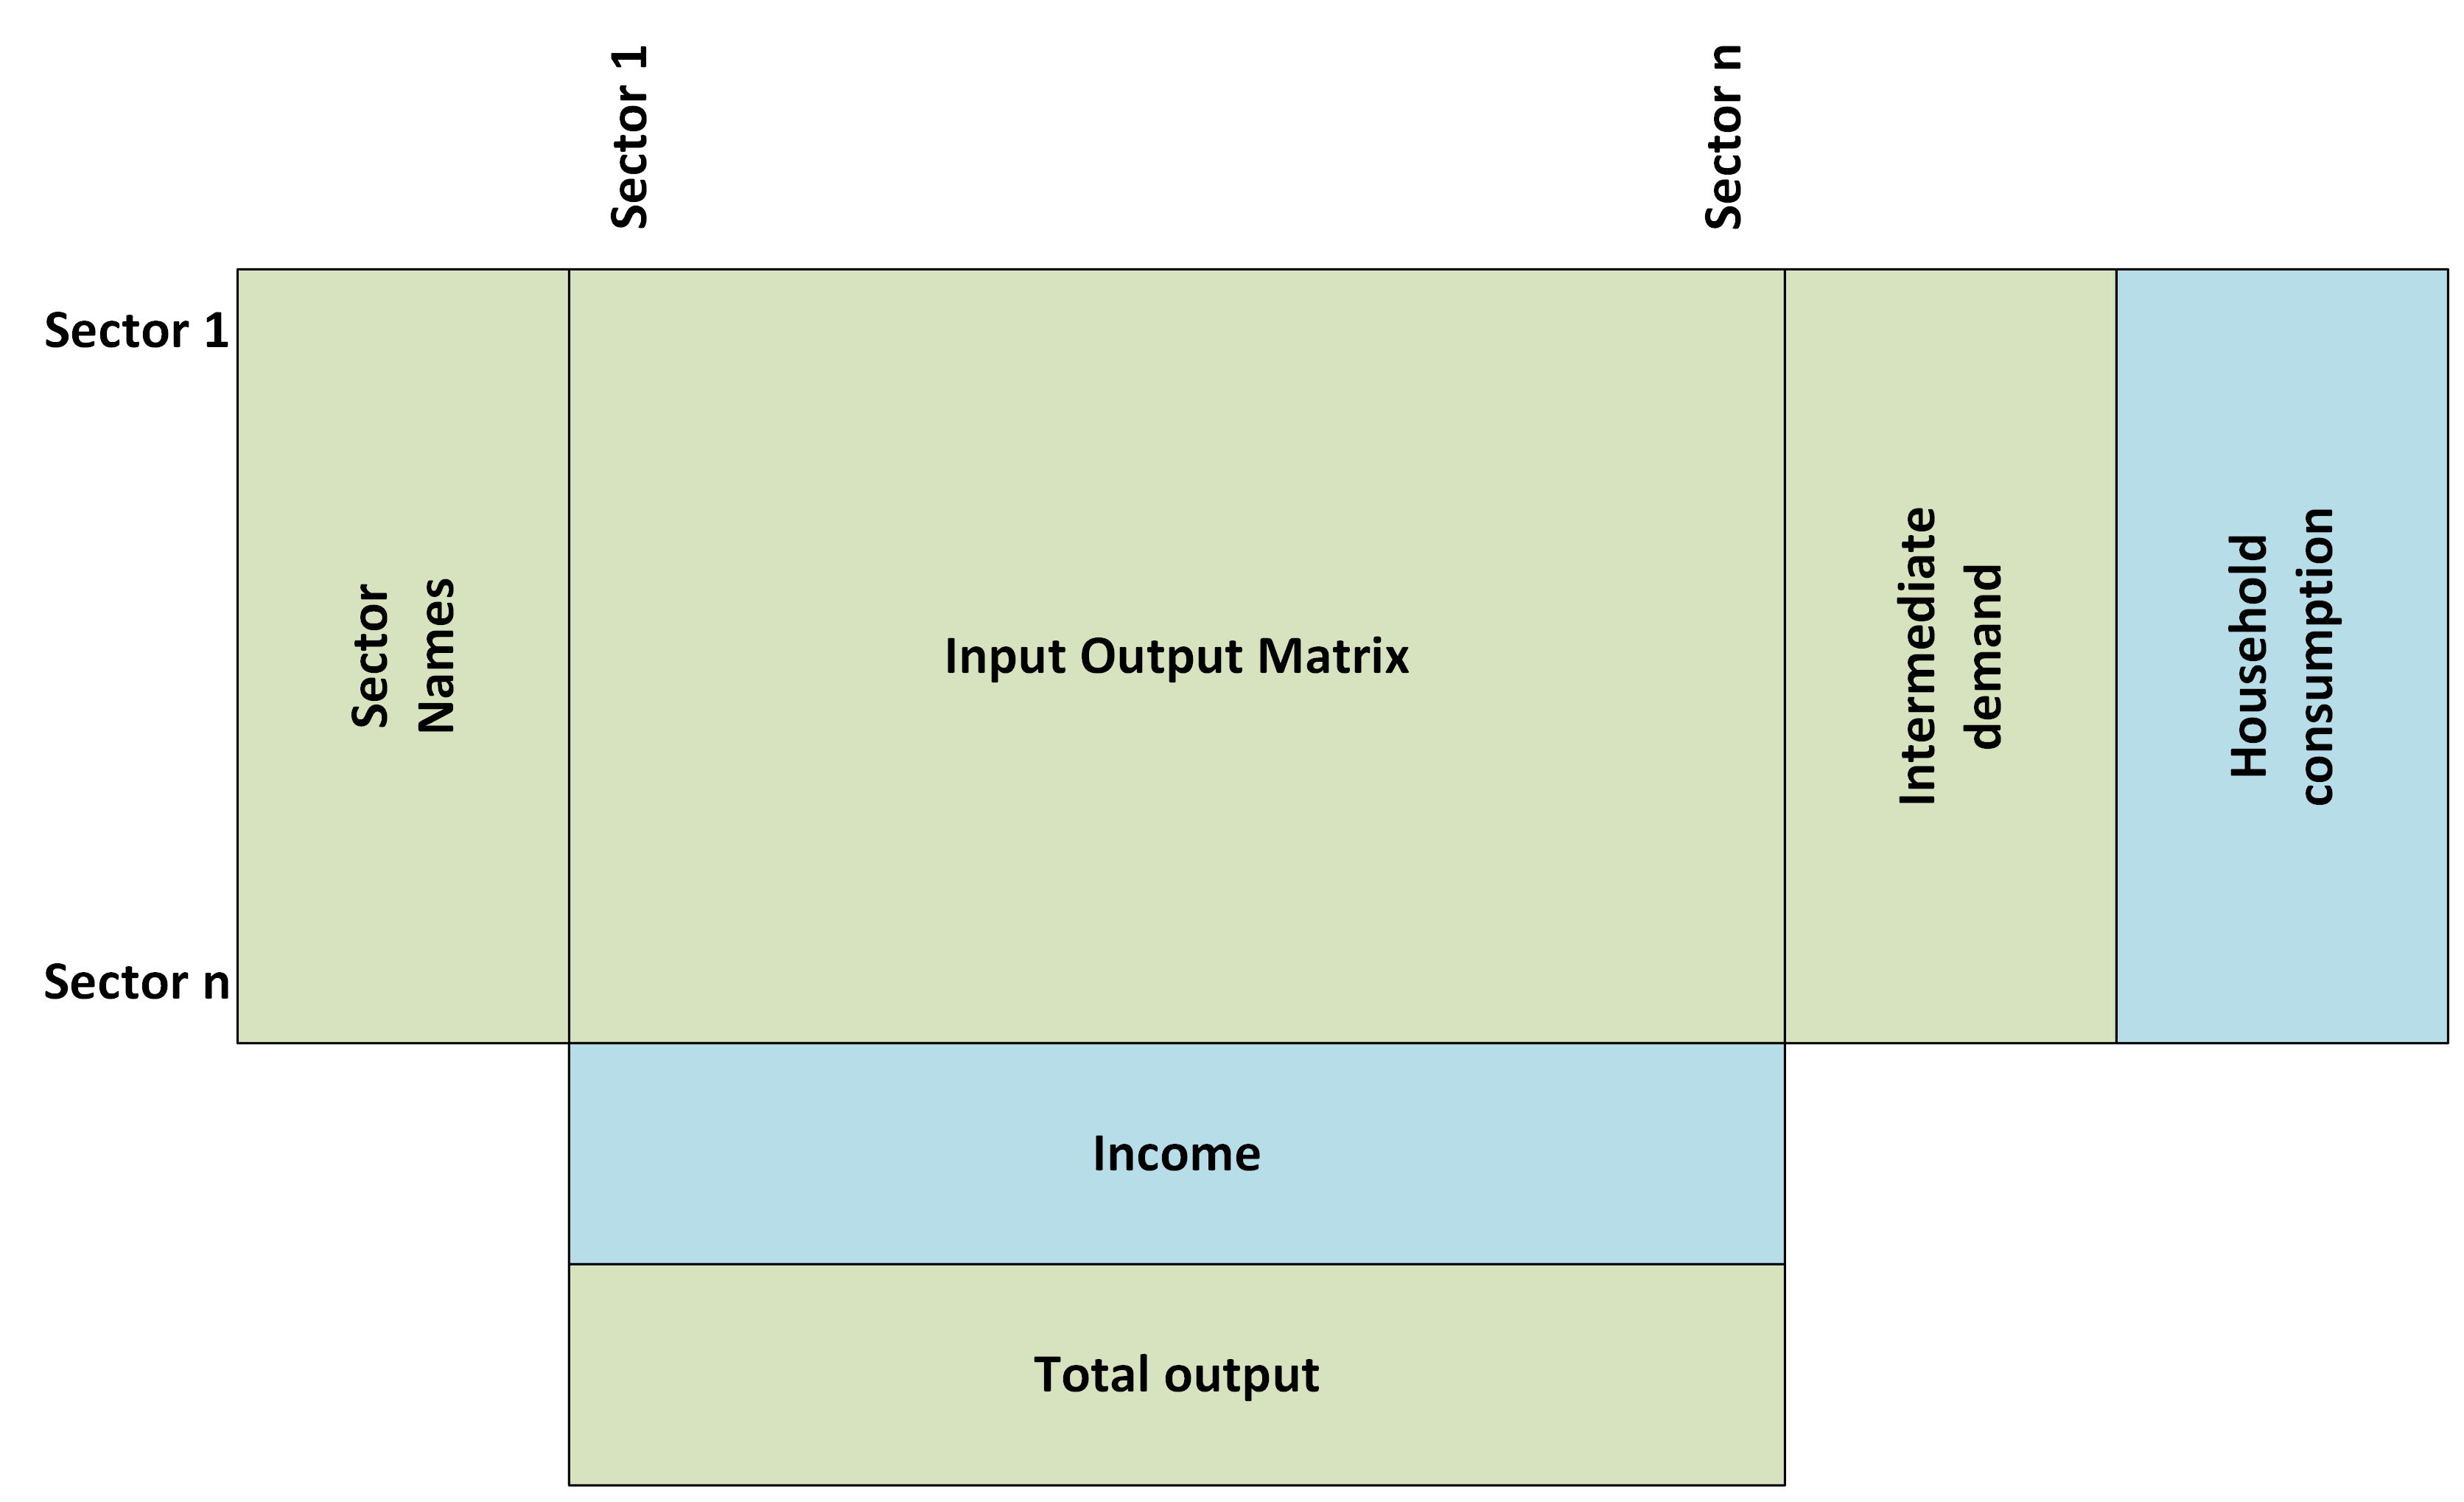 Sector 1
Sector n
Sector 1
Sector
Names
Input Output Matrix
Intermediate
demand
Household
consumption
Sector n
Income
Total output